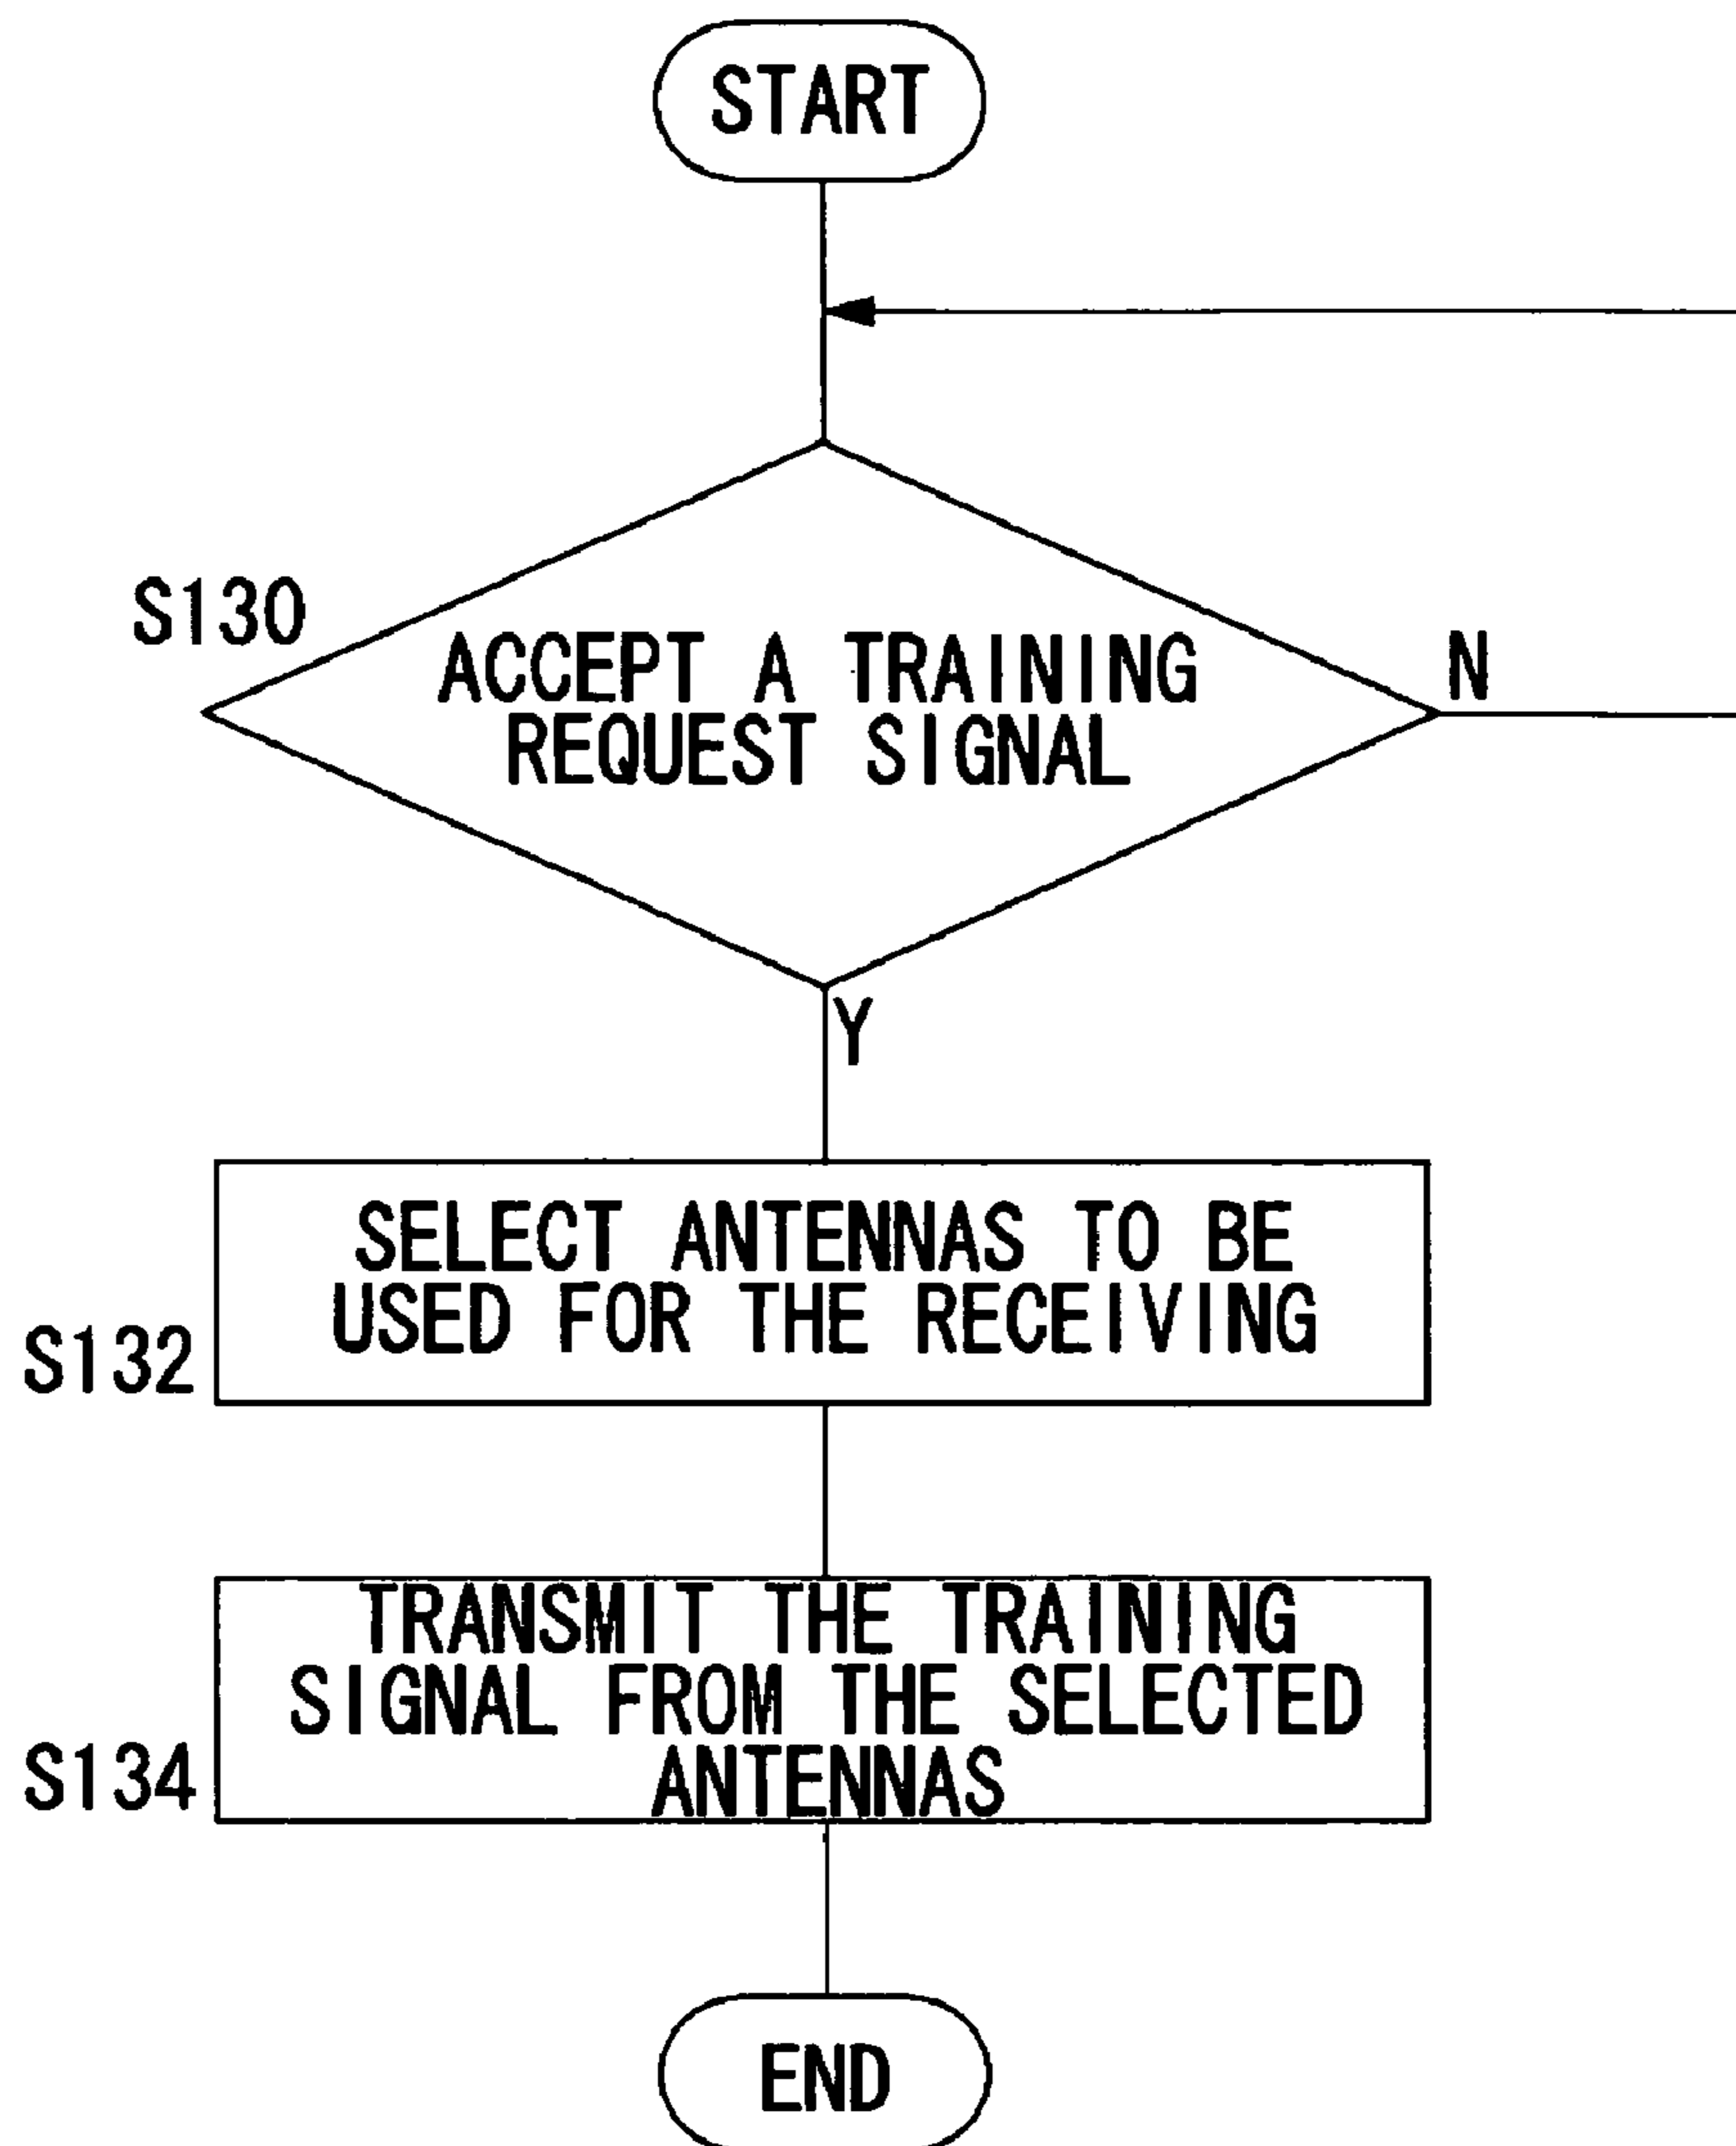 START
S130
ACCEPT A TRAINING
REQUEST SIGNAL
N
Y
SELECT ANTENNAS TO BE
USED FOR THE RECEIVING
S132
TRANSMIT THE TRAINING
SIGNAL FROM THE SELECTED
ANTENNAS
S134
END